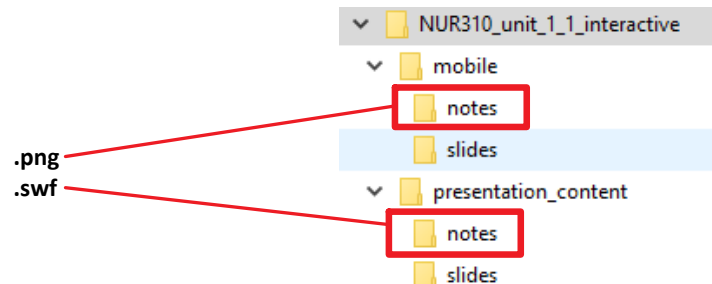 NUR310_unit_1_1_interactive
mobile
notes
slides
.png
.swf
presentation_content
notes
slides